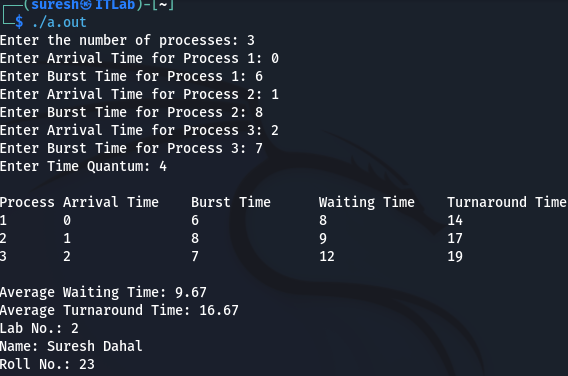 (suresh㉿ITLab)-[~]
$ ./a.out
Enter the number of processes: 3
Enter Arrival Time for Process 1: 0
Enter Burst Time for Process 1: 6
Enter Arrival Time for Process 2: 1
Enter Burst Time for Process 2: 8
Enter Arrival Time for Process 3: 2
Enter Burst Time for Process 3: 7
Enter Time Quantum: 4
Process Arrival Time    Burst Time      Waiting Time    Turnaround Time
1       0               6               8               14
2       1               8               9               17
3       2               7               12              19
Average Waiting Time: 9.67
Average Turnaround Time: 16.67
Lab No.: 2
Name: Suresh Dahal
Roll No.: 23